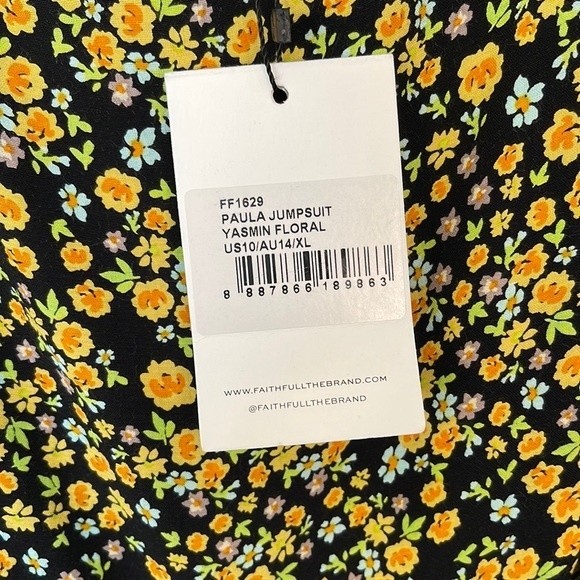 FF1629
PAULA JUMPSUIT
YASMIN FLORAL
US10/AU14/XL
8 887866 189863
WWW.FAITHFULLTHEBRAND.COM
@FAITHFULLTHEBRAND